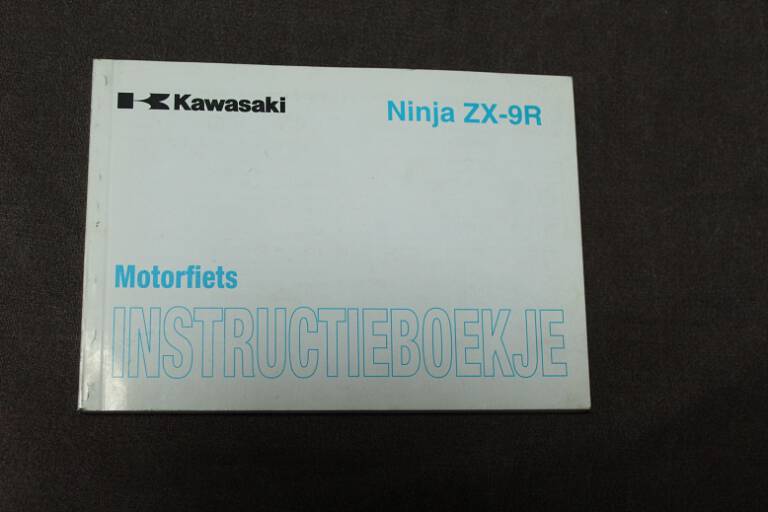 Kawasaki
Ninja ZX-9R
Motorfiets
INSTRUCTIEBOEKJE